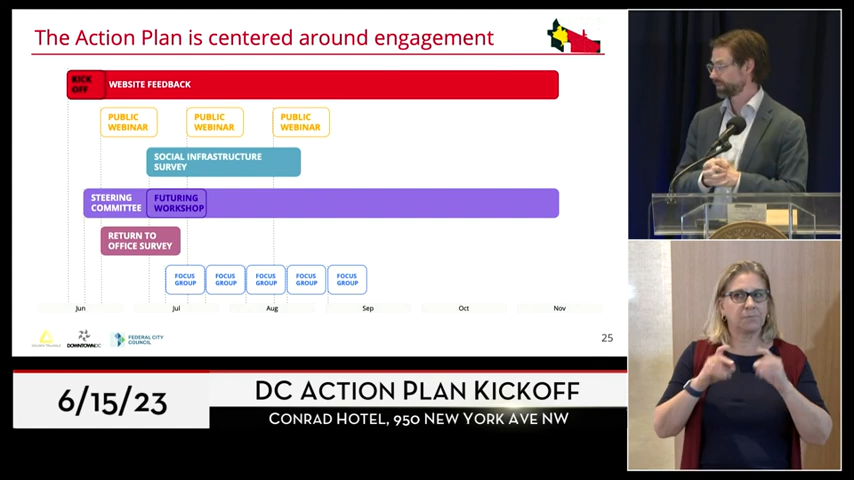 The Action Plan is centered around engagement
KICK
OFF
WEBSITE FEEDBACK
PUBLIC
WEBINAR
PUBLIC
WEBINAR
PUBLIC
WEBINAR
SOCIAL INFRASTRUCTURE
SURVEY
STEERING
COMMITTEE
FUTURING
WORKSHOP
RETURN TO
OFFICE SURVEY
FOCUS
GROUP
FOCUS
GROUP
FOCUS
GROUP
FOCUS
GROUP
FOCUS
GROUP
Jun Jul Aug Sep Oct Nov
DOWNTOWNDC
FEDERAL CITY
COUNCIL
25
6/15/23
DC ACTION PLAN KICKOFF
CONRAD HOTEL, 950 NEW YORK AVE NW